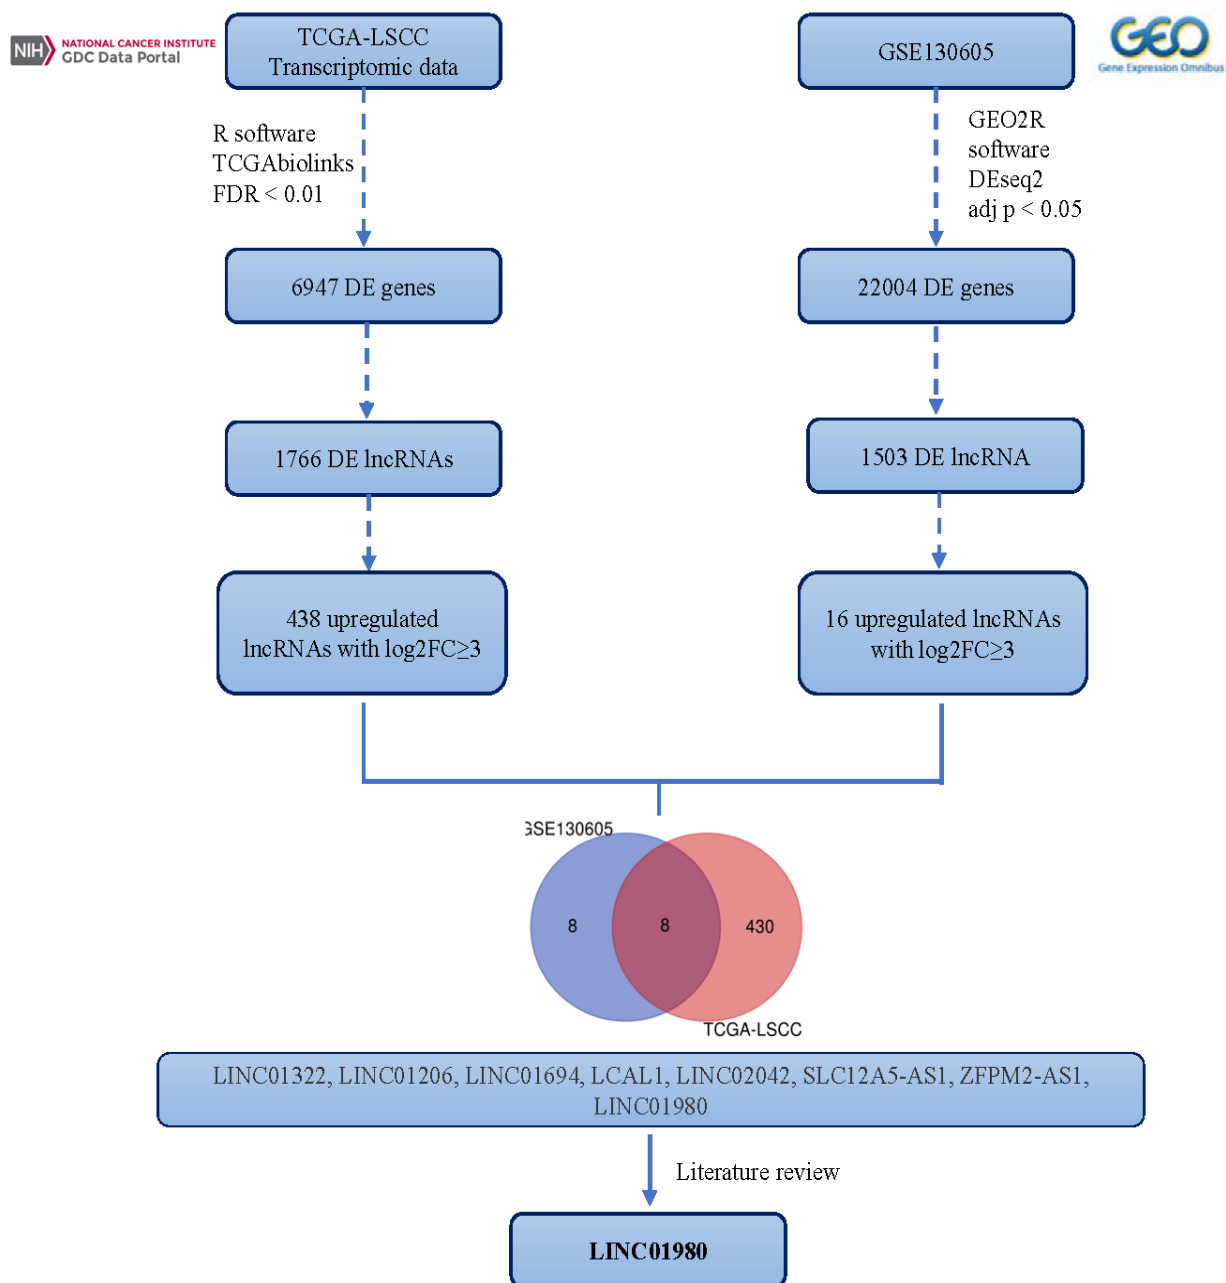 NIH
NATIONAL CANCER INSTITUTE
GDC Data Portal
TCGA-LSCC
Transcriptomic data
GSE130605
GEO
Gene Expression Omnibus
R software
TCGAbiolinks
FDR < 0.01
GEO2R
software
DEseq2
adj p < 0.05
6947 DE genes
22004 DE genes
1766 DE lncRNAs
1503 DE lncRNA
438 upregulated
lncRNAs with log2FC≥3
16 upregulated lncRNAs
with log2FC≥3
GSE130605
8
8
430
TCGA-LSCC
LINC01322, LINC01206, LINC01694, LCAL1, LINC02042, SLC12A5-AS1, ZFPM2-AS1,
LINC01980
Literature review
LINC01980